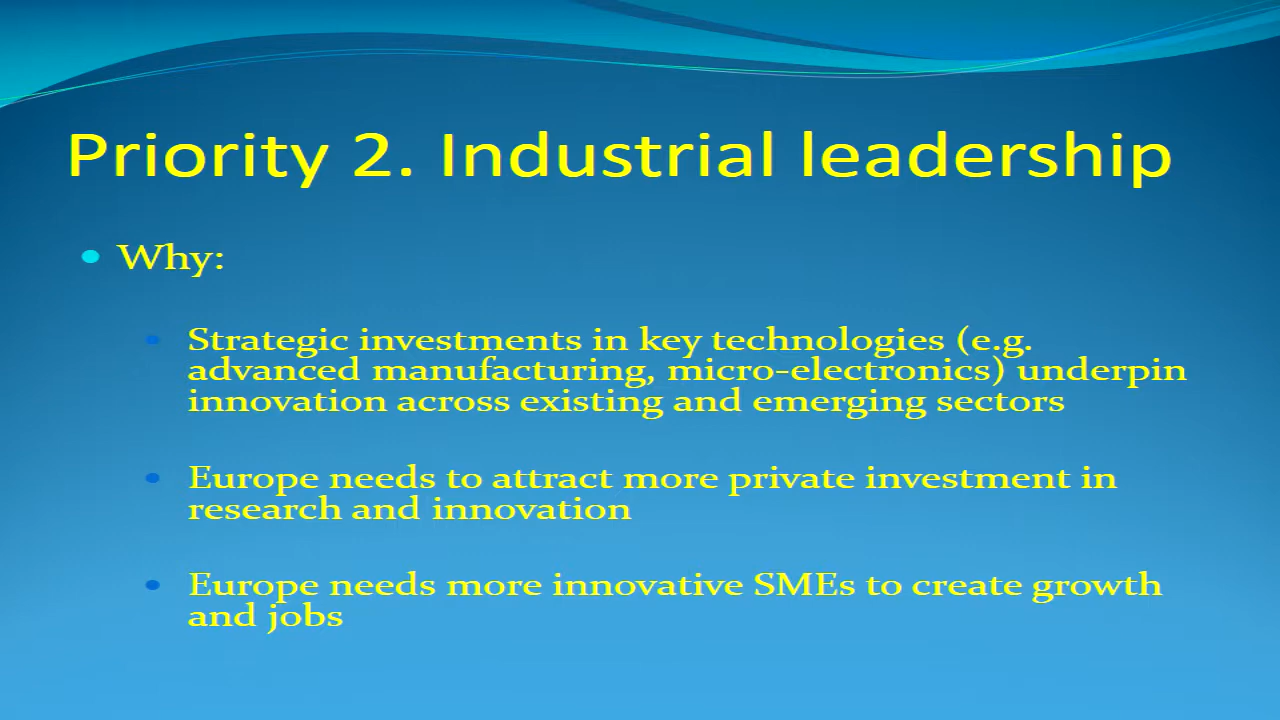 Priority 2. Industrial leadership
Why:
Strategic investments in key technologies (e.g.
advanced manufacturing, micro-electronics) underpin
innovation across existing and emerging sectors
Europe needs to attract more private investment in
research and innovation
Europe needs more innovative SMEs to create growth
and jobs